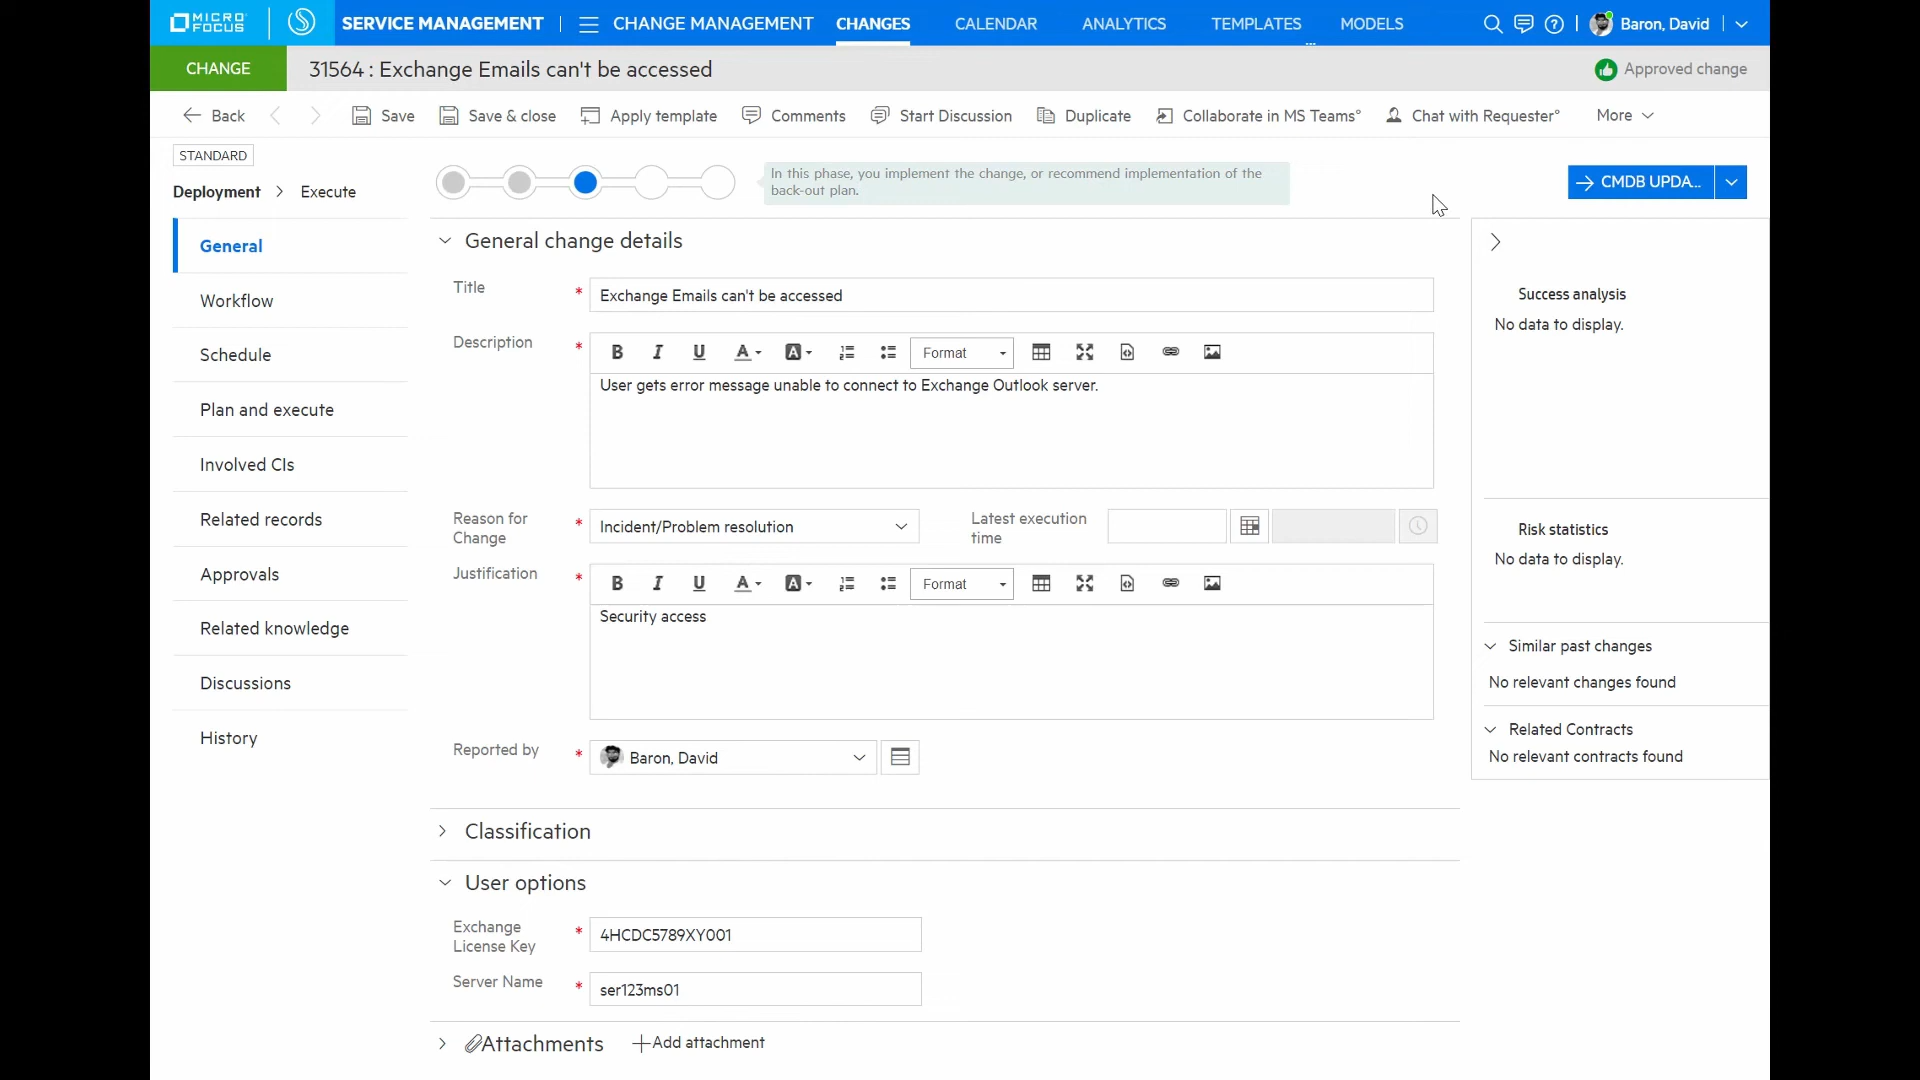 MICRO
FOCUS
SERVICE MANAGEMENT
CHANGE MANAGEMENT
CHANGES
CALENDAR
ANALYTICS
TEMPLATES
MODELS
Baron, David
CHANGE
31564 : Exchange Emails can't be accessed
Approved change
Back
Save
Save & close
Apply template
Comments
Start Discussion
Duplicate
Collaborate in MS Teams°
Chat with Requester°
More
STANDARD
Deployment > Execute
In this phase, you implement the change, or recommend implementation of the
back-out plan.
CMDB UPDA...
General
Workflow
Schedule
Plan and execute
Involved CIs
Related records
Approvals
Related knowledge
Discussions
History
General change details
Title * Exchange Emails can't be accessed
Description *
B I U A A Format
User gets error message unable to connect to Exchange Outlook server.
Reason for
Change
* Incident/Problem resolution
Latest execution
time
Justification *
B I U A A Format
Security access
Reported by * Baron, David
Classification
User options
Exchange
License Key
* 4HCDC5789XY001
Server Name * ser123ms01
Attachments
Add attachment
Success analysis
No data to display.
Risk statistics
No data to display.
Similar past changes
No relevant changes found
Related Contracts
No relevant contracts found